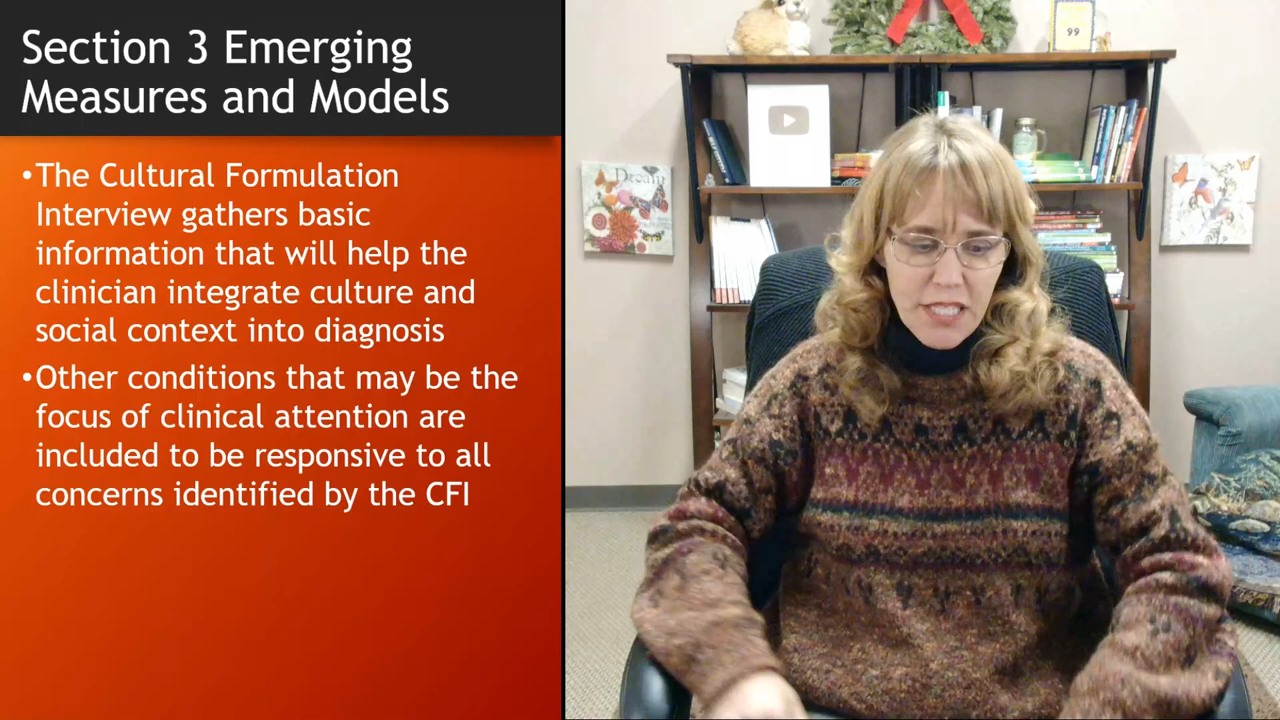 Section 3 Emerging
Measures and Models
•The Cultural Formulation
Interview gathers basic
information that will help the
clinician integrate culture and
social context into diagnosis
•Other conditions that may be the
focus of clinical attention are
included to be responsive to all
concerns identified by the CFI
99
Dream